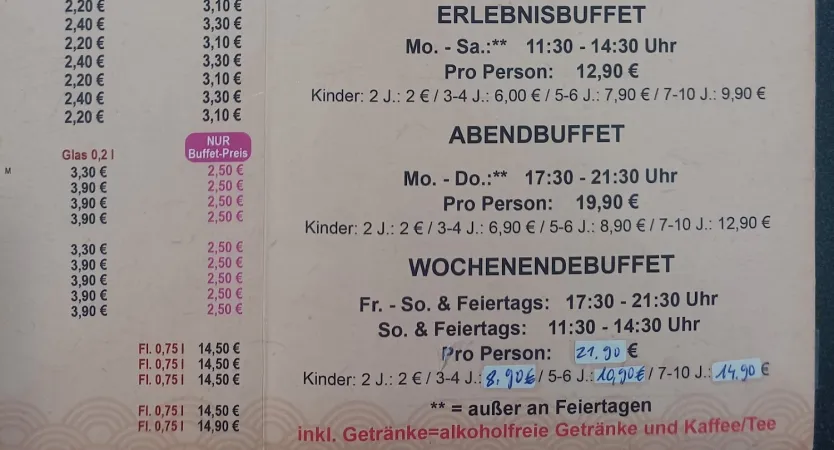 2,20 € 3,10 €
2,40 € 3,30 €
2,20 € 3,10 €
2,40 € 3,30 €
2,20 € 3,10 €
2,40 € 3,30 €
2,20 € 3,10 €
Glas 0,2 l NUR Buffet-Preis
M 3,30 € 2,50 €
3,90 € 2,50 €
3,90 € 2,50 €
3,90 € 2,50 €
3,30 € 2,50 €
3,90 € 2,50 €
3,90 € 2,50 €
3,90 € 2,50 €
3,90 € 2,50 €
Fl. 0,75 l 14,50 €
Fl. 0,75 l 14,50 €
Fl. 0,75 l 14,50 €
Fl. 0,75 l 14,50 €
Fl. 0,75 l 14,90 €
ERLEBNISBUFFET
Mo. - Sa.:** 11:30 - 14:30 Uhr
Pro Person: 12,90 €
Kinder: 2 J.: 2 € / 3-4 J.: 6,00 € / 5-6 J.: 7,90 € / 7-10 J.: 9,90 €
ABENDBUFFET
Mo. - Do.:** 17:30 - 21:30 Uhr
Pro Person: 19,90 €
Kinder: 2 J.: 2 € / 3-4 J.: 6,90 € / 5-6 J.: 8,90 € / 7-10 J.: 12,90 €
WOCHENENDEBUFFET
Fr. - So. & Feiertags: 17:30 - 21:30 Uhr
So. & Feiertags: 11:30 - 14:30 Uhr
Pro Person: 21.90 €
Kinder: 2 J.: 2 € / 3-4 J.: 8,90€ / 5-6 J.: 10,90€ / 7-10 J.: 14.90 €
** = außer an Feiertagen
inkl. Getränke=alkoholfreie Getränke und Kaffee/Tee